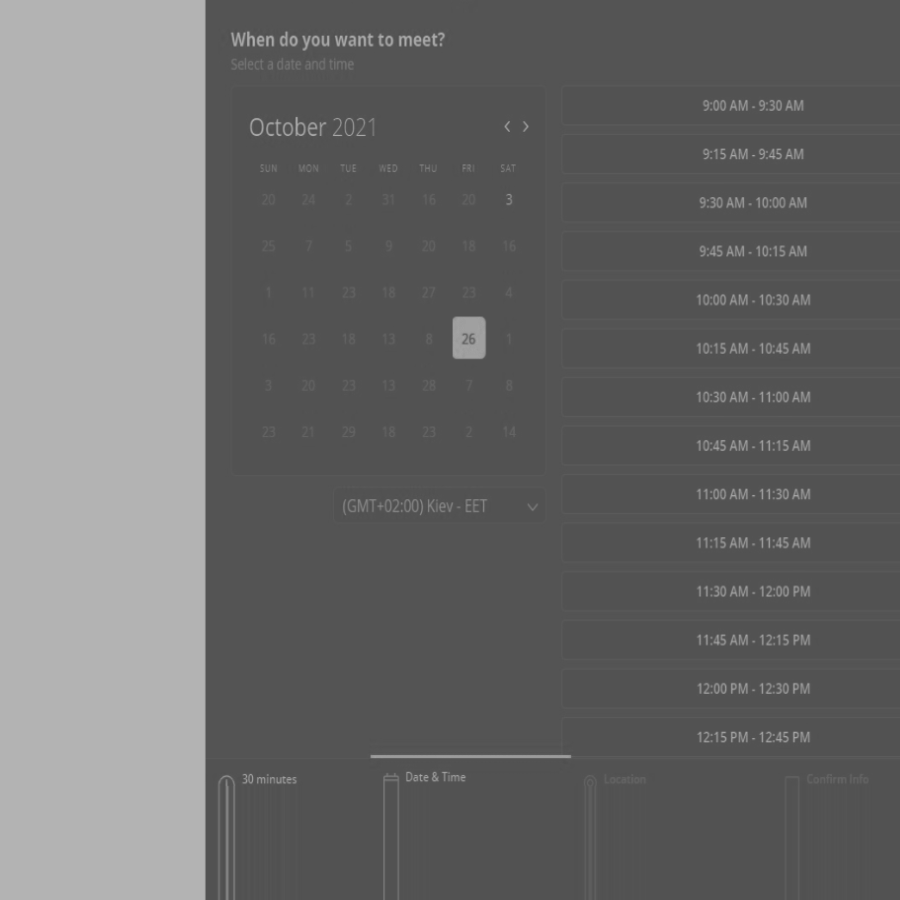 When do you want to meet?
Select a date and time
October 2021
SUN MON TUE WED THU FRI SAT
20 24 2 31 16 20 3
25 7 5 9 20 18 16
1 11 23 18 27 23 4
16 23 18 13 8 26 1
3 20 23 13 28 7 8
23 21 29 18 23 2 14
(GMT+02:00) Kiev - EET
9:00 AM - 9:30 AM
9:15 AM - 9:45 AM
9:30 AM - 10:00 AM
9:45 AM - 10:15 AM
10:00 AM - 10:30 AM
10:15 AM - 10:45 AM
10:30 AM - 11:00 AM
10:45 AM - 11:15 AM
11:00 AM - 11:30 AM
11:15 AM - 11:45 AM
11:30 AM - 12:00 PM
11:45 AM - 12:15 PM
12:00 PM - 12:30 PM
12:15 PM - 12:45 PM
30 minutes
Date & Time
Location
Confirm Info